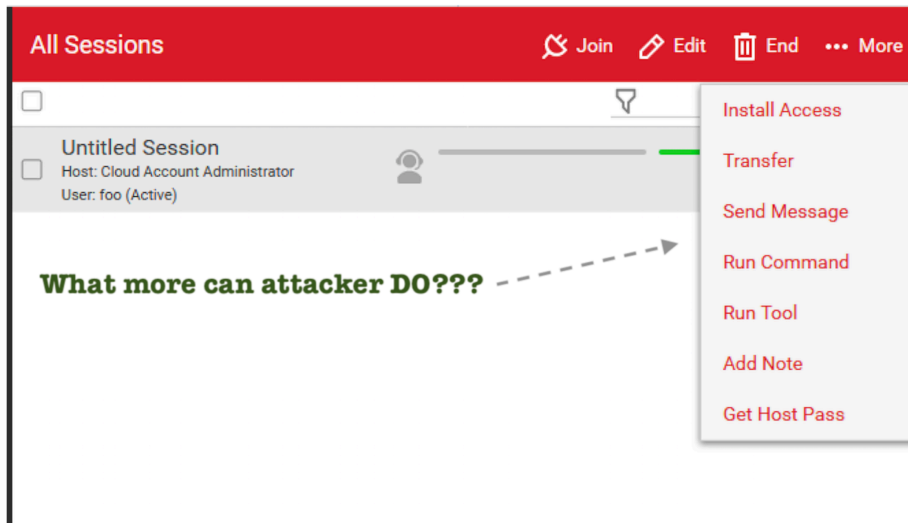 All Sessions
Join Edit End ••• More
Install Access
Untitled Session
Host: Cloud Account Administrator
User: foo (Active)
Transfer
Send Message
What more can attacker DO???
Run Command
Run Tool
Add Note
Get Host Pass